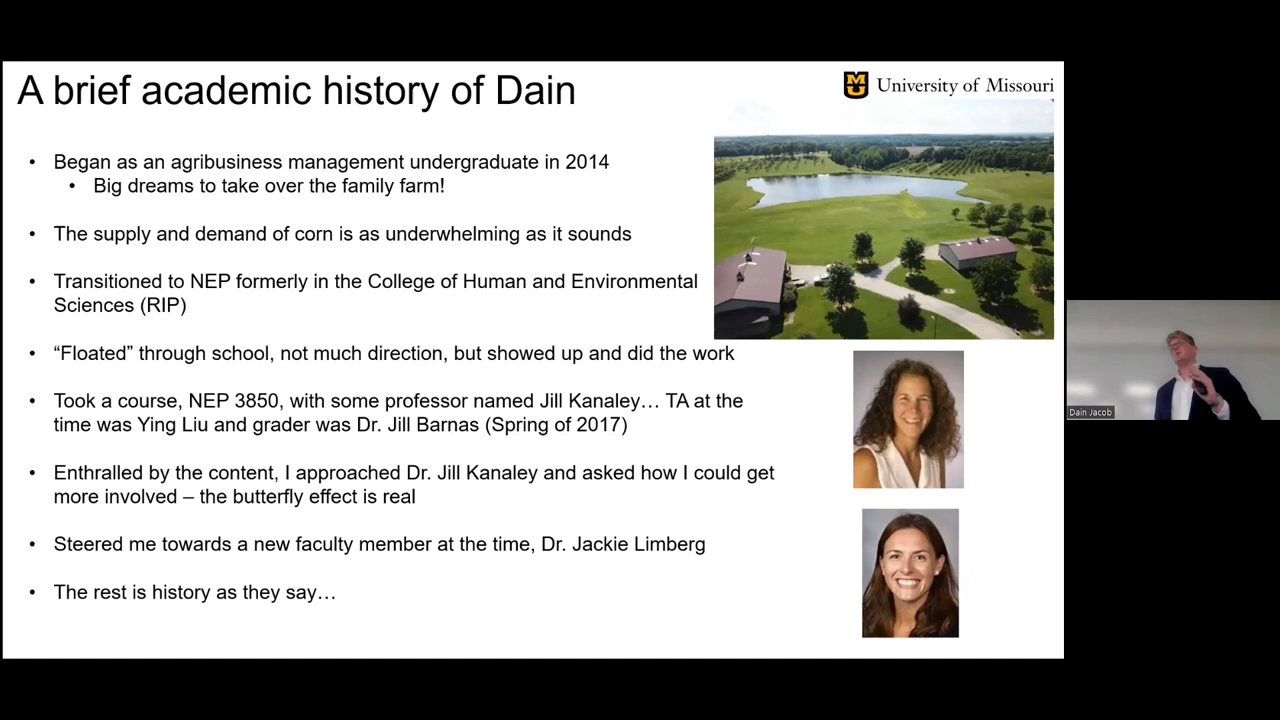 A brief academic history of Dain
MU
University of Missouri
• Began as an agribusiness management undergraduate in 2014
• Big dreams to take over the family farm!
• The supply and demand of corn is as underwhelming as it sounds
• Transitioned to NEP formerly in the College of Human and Environmental
Sciences (RIP)
• “Floated” through school, not much direction, but showed up and did the work
• Took a course, NEP 3850, with some professor named Jill Kanaley… TA at the
time was Ying Liu and grader was Dr. Jill Barnas (Spring of 2017)
• Enthralled by the content, I approached Dr. Jill Kanaley and asked how I could get
more involved – the butterfly effect is real
• Steered me towards a new faculty member at the time, Dr. Jackie Limberg
• The rest is history as they say…
Dain Jacob